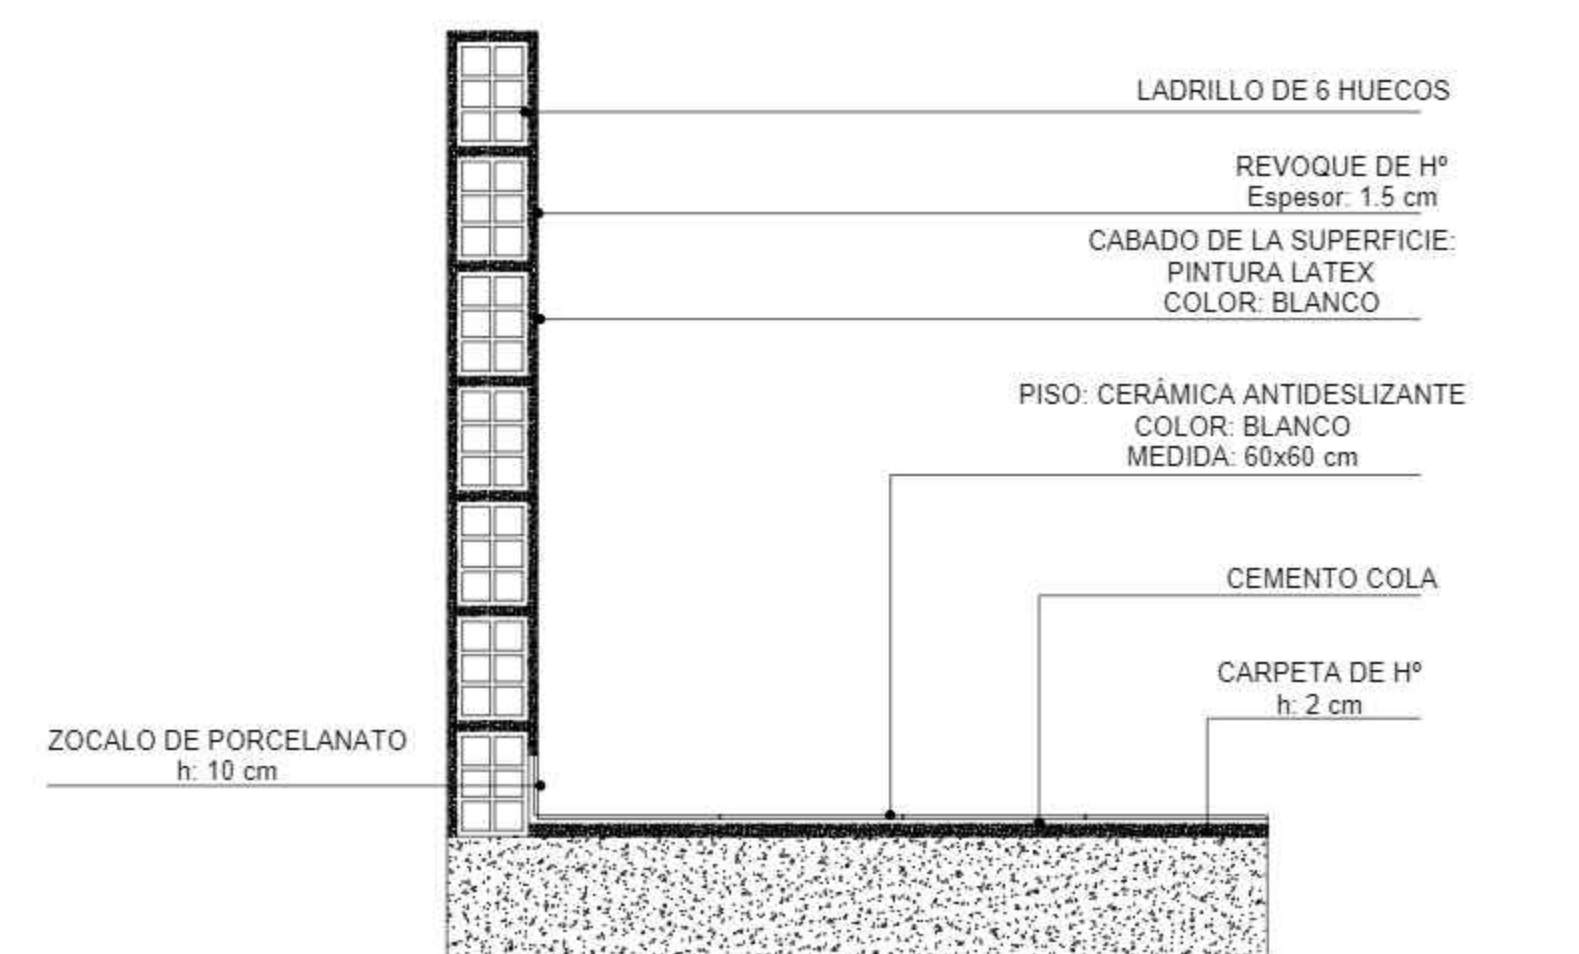 LADRILLO DE 6 HUECOS
REVOQUE DE Hº
Espesor: 1.5 cm
CABADO DE LA SUPERFICIE:
PINTURA LATEX
COLOR: BLANCO
PISO: CERÁMICA ANTIDESLIZANTE
COLOR: BLANCO
MEDIDA: 60x60 cm
CEMENTO COLA
CARPETA DE Hº
h: 2 cm
ZOCALO DE PORCELANATO
h: 10 cm